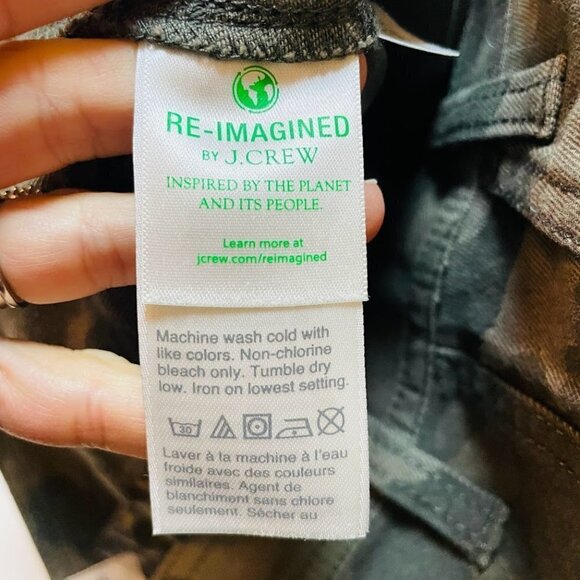 RE-IMAGINED
BY J.CREW
INSPIRED BY THE PLANET
AND ITS PEOPLE.
Learn more at
jcrew.com/reimagined
Machine wash cold with
like colors. Non-chlorine
bleach only. Tumble dry
low. Iron on lowest setting.
30
Laver à la machine à l'eau
froide avec des couleurs
similaires. Agent de
blanchiment sans chlore
seulement. Sécher au